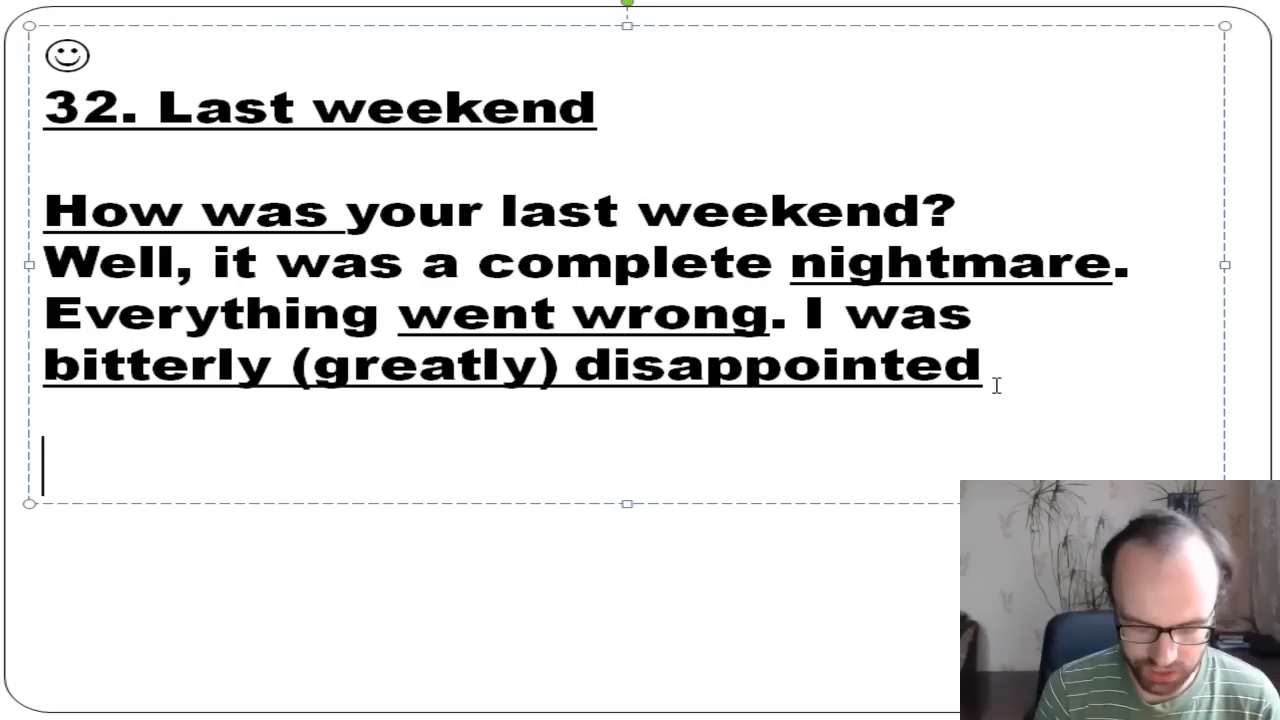 32. Last weekend
How was your last weekend?
Well, it was a complete nightmare.
Everything went wrong. I was
bitterly (greatly) disappointed